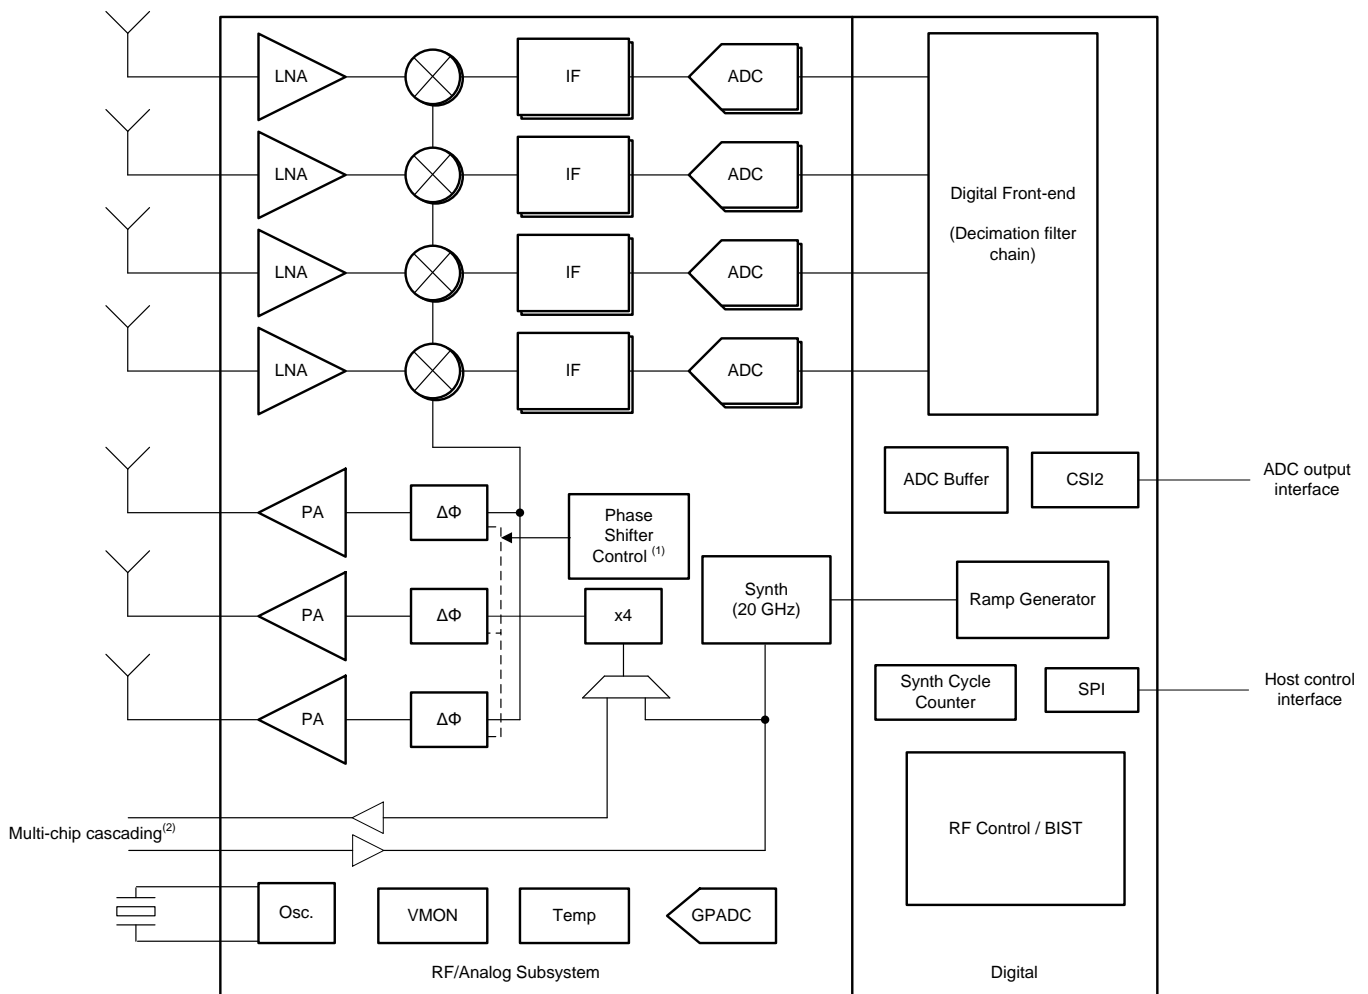 LNA
IF
ADC
LNA
IF
ADC
Digital Front-end
(Decimation filter
chain)
LNA
IF
ADC
LNA
IF
ADC
ADC Buffer
CSI2
ADC output
interface
PA
ΔΦ
Phase
Shifter
Control (1)
Synth
(20 GHz)
Ramp Generator
PA
ΔΦ
x4
Synth Cycle
Counter
SPI
Host control
interface
PA
ΔΦ
Multi-chip cascading(2)
RF Control / BIST
Osc.
VMON
Temp
GPADC
RF/Analog Subsystem
Digital